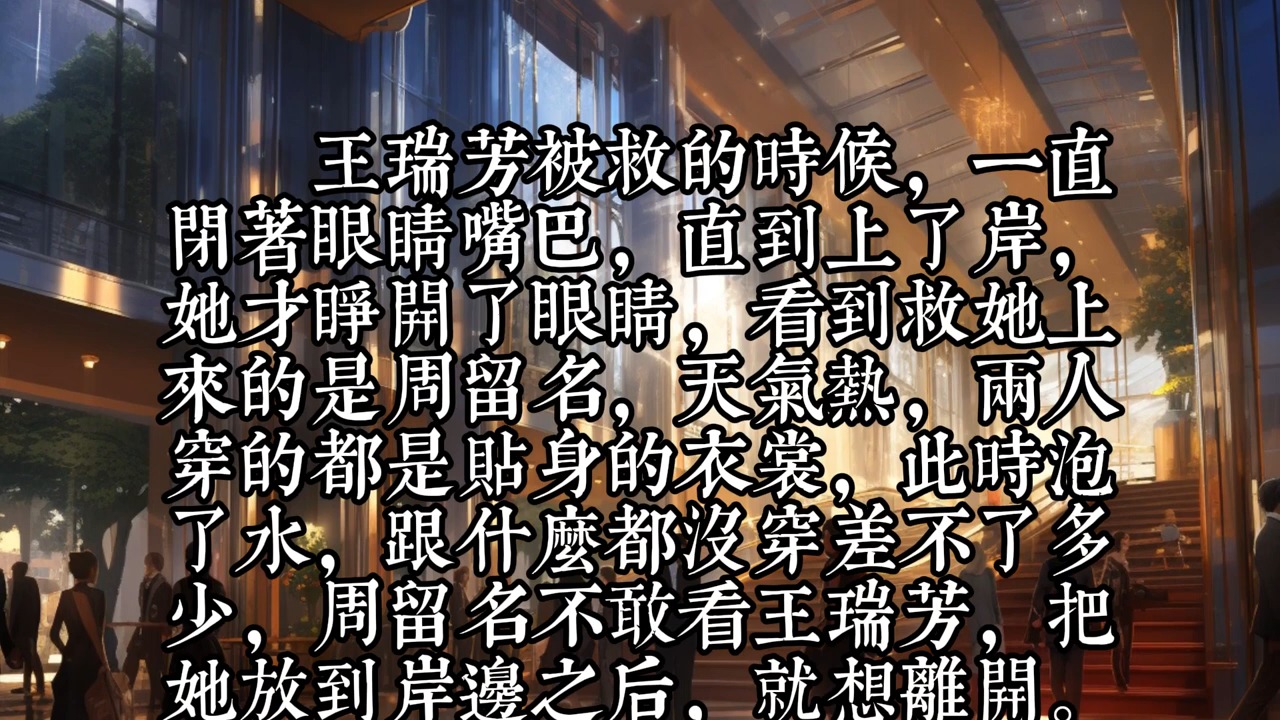 王瑞芳被救的時候，一直
閉著眼睛嘴巴，直到上了岸，
她才睜開了眼睛，看到救她上
來的是周留名，天氣熱，兩人
穿的都是貼身的衣裳，此時泡
了水，跟什麼都沒穿差不了多
少，周留名不敢看王瑞芳，把
她放到岸邊之后，就想離開。